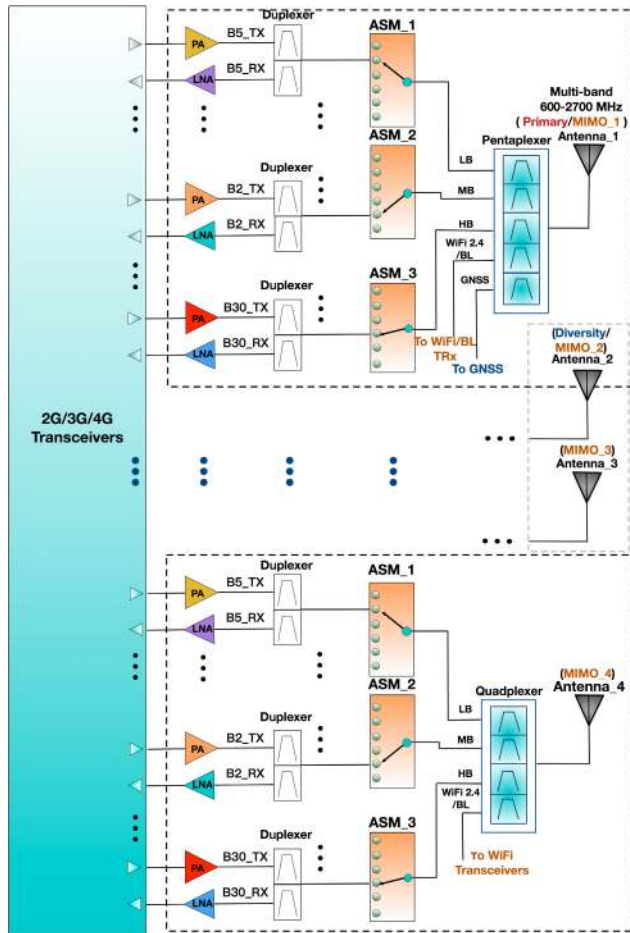 2G/3G/4G
Transceivers
Duplexer
ASM_1
PA
B5_TX
LNA
B5_RX
Multi-band
600-2700 MHz
( Primary/MIMO_1 )
Antenna_1
Pentaplexer
LB
MB
HB
WiFi 2.4
/BL
GNSS
Duplexer
ASM_2
PA
B2_TX
LNA
B2_RX
Duplexer
ASM_3
PA
B30_TX
LNA
B30_RX
To WiFi/BL
TRx
To GNSS
(Diversity/
MIMO_2)
Antenna_2
(MIMO_3)
Antenna_3
Duplexer
ASM_1
PA
B5_TX
LNA
B5_RX
(MIMO_4)
Antenna_4
Quadplexer
LB
MB
HB
WiFi 2.4
/BL
Duplexer
ASM_2
PA
B2_TX
LNA
B2_RX
Duplexer
ASM_3
PA
B30_TX
LNA
B30_RX
To WiFi
Transceivers